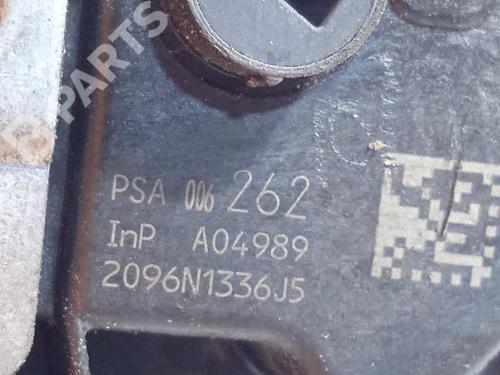 B PARTS
PSA 006 262
InP A04989
2096N1336J5